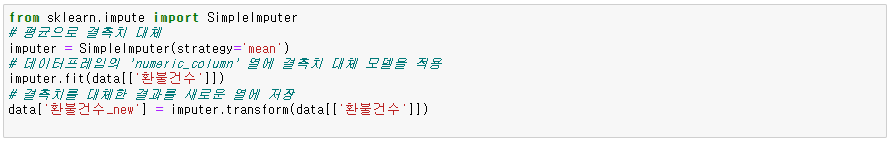 from sklearn.impute import SimpleImputer
# 평균으로 결측치 대체
imputer = SimpleImputer(strategy='mean')
# 데이터프레임의 'numeric_column' 열에 결측치 대체 모델을 적용
imputer.fit(data[['환불건수']])
# 결측치를 대체한 결과를 새로운 열에 저장
data['환불건수_new'] = imputer.transform(data[['환불건수']])